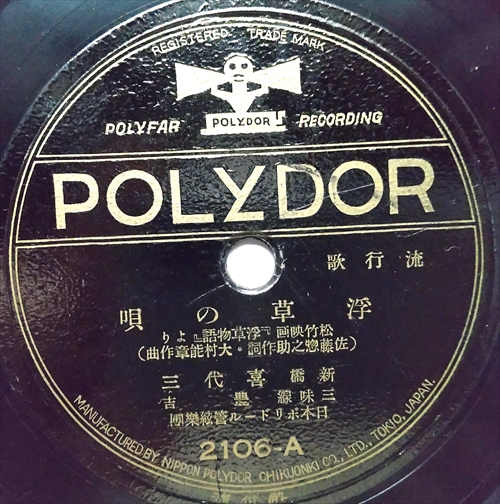 REGISTERED TRADE MARK
POLYFAR POLYDOR RECORDING
POLYDOR
流行歌
浮草の唄
松竹映画『浮草物語』より
(佐藤惣之助作詞・大村能章作曲)
新橋喜代三
三味線 豊吉
日本ポリドール管絃樂團
2106-A
MANUFACTURED BY NIPPON POLYDOR CHIKUONKI CO., LTD., TOKYO, JAPAN.